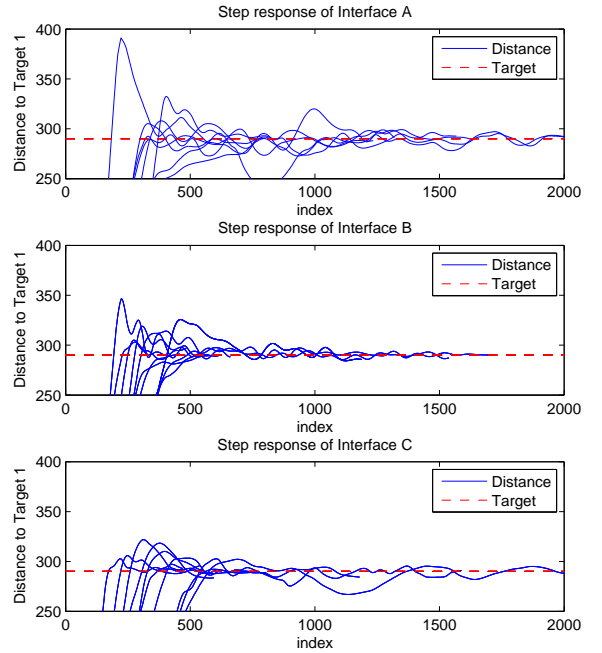 Step response of Interface A
400
350
300
250
Distance to Target 1
Distance
Target
0
500
1000
1500
2000
index
Step response of Interface B
400
350
300
250
Distance to Target 1
Distance
Target
0
500
1000
1500
2000
index
Step response of Interface C
400
350
300
250
Distance to Target 1
Distance
Target
0
500
1000
1500
2000
index